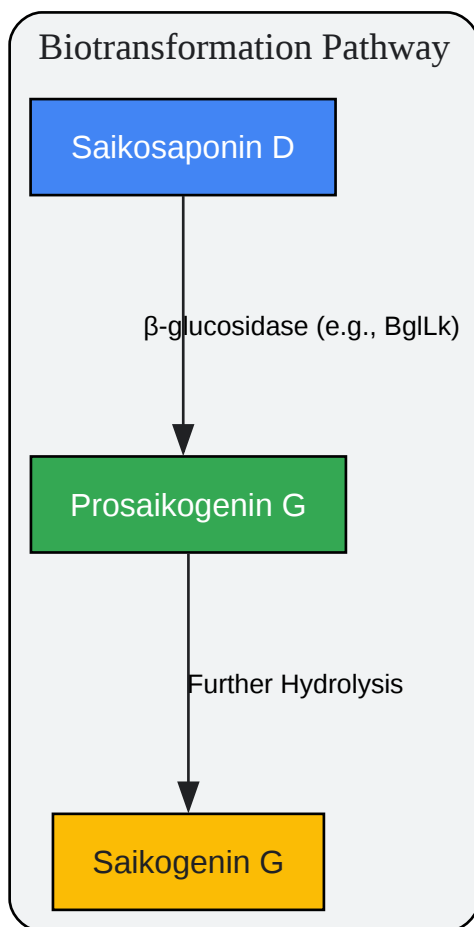 Biotransformation Pathway
Saikosaponin D
β-glucosidase (e.g., BglLk)
Prosaikogenin G
Further Hydrolysis
Saikogenin G